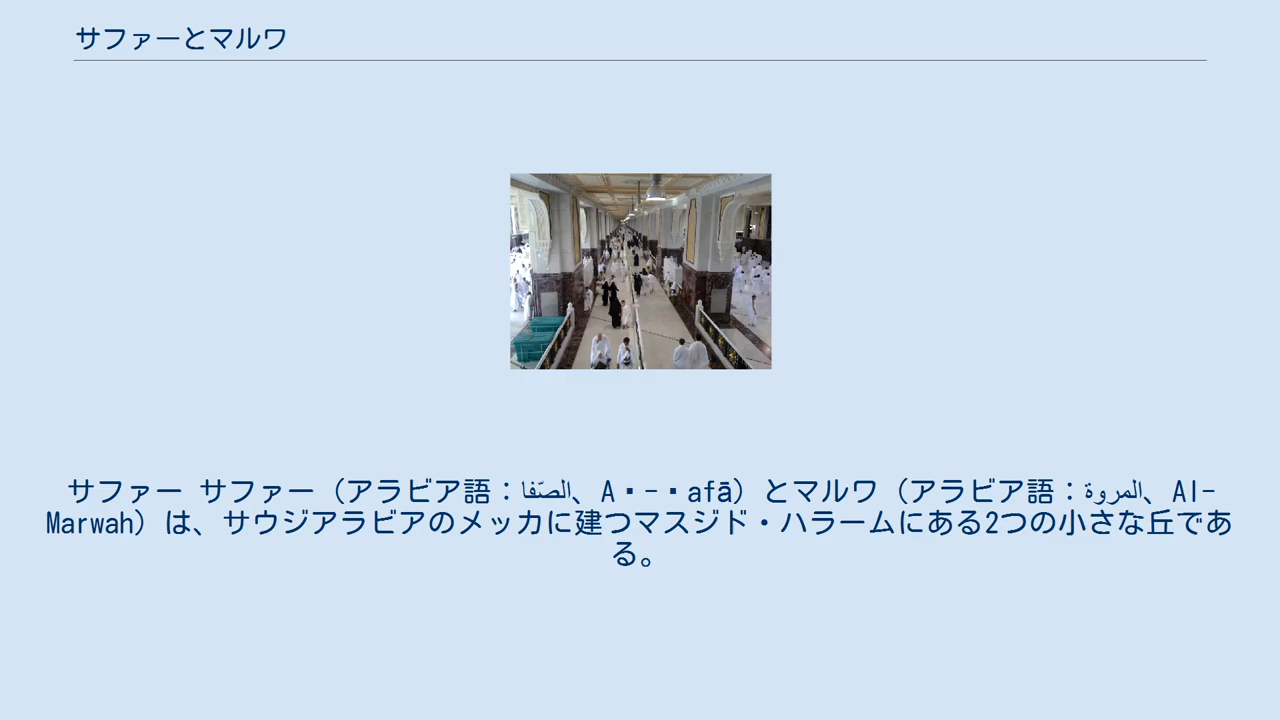 サファーとマルワ
サファー サファー（アラビア語：الصّفا、A▪-▪afā）とマルワ（アラビア語：المروة、Al-
Marwah）は、サウジアラビアのメッカに建つマスジド・ハラームにある2つの小さな丘であ
る。